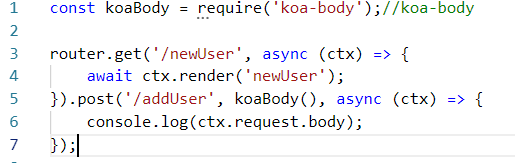 1 const koaBody = require('koa-body');//koa-body
2
3 router.get('/newUser', async (ctx) => {
4     await ctx.render('newUser');
5 }).post('/addUser', koaBody(), async (ctx) => {
6     console.log(ctx.request.body);
7 });